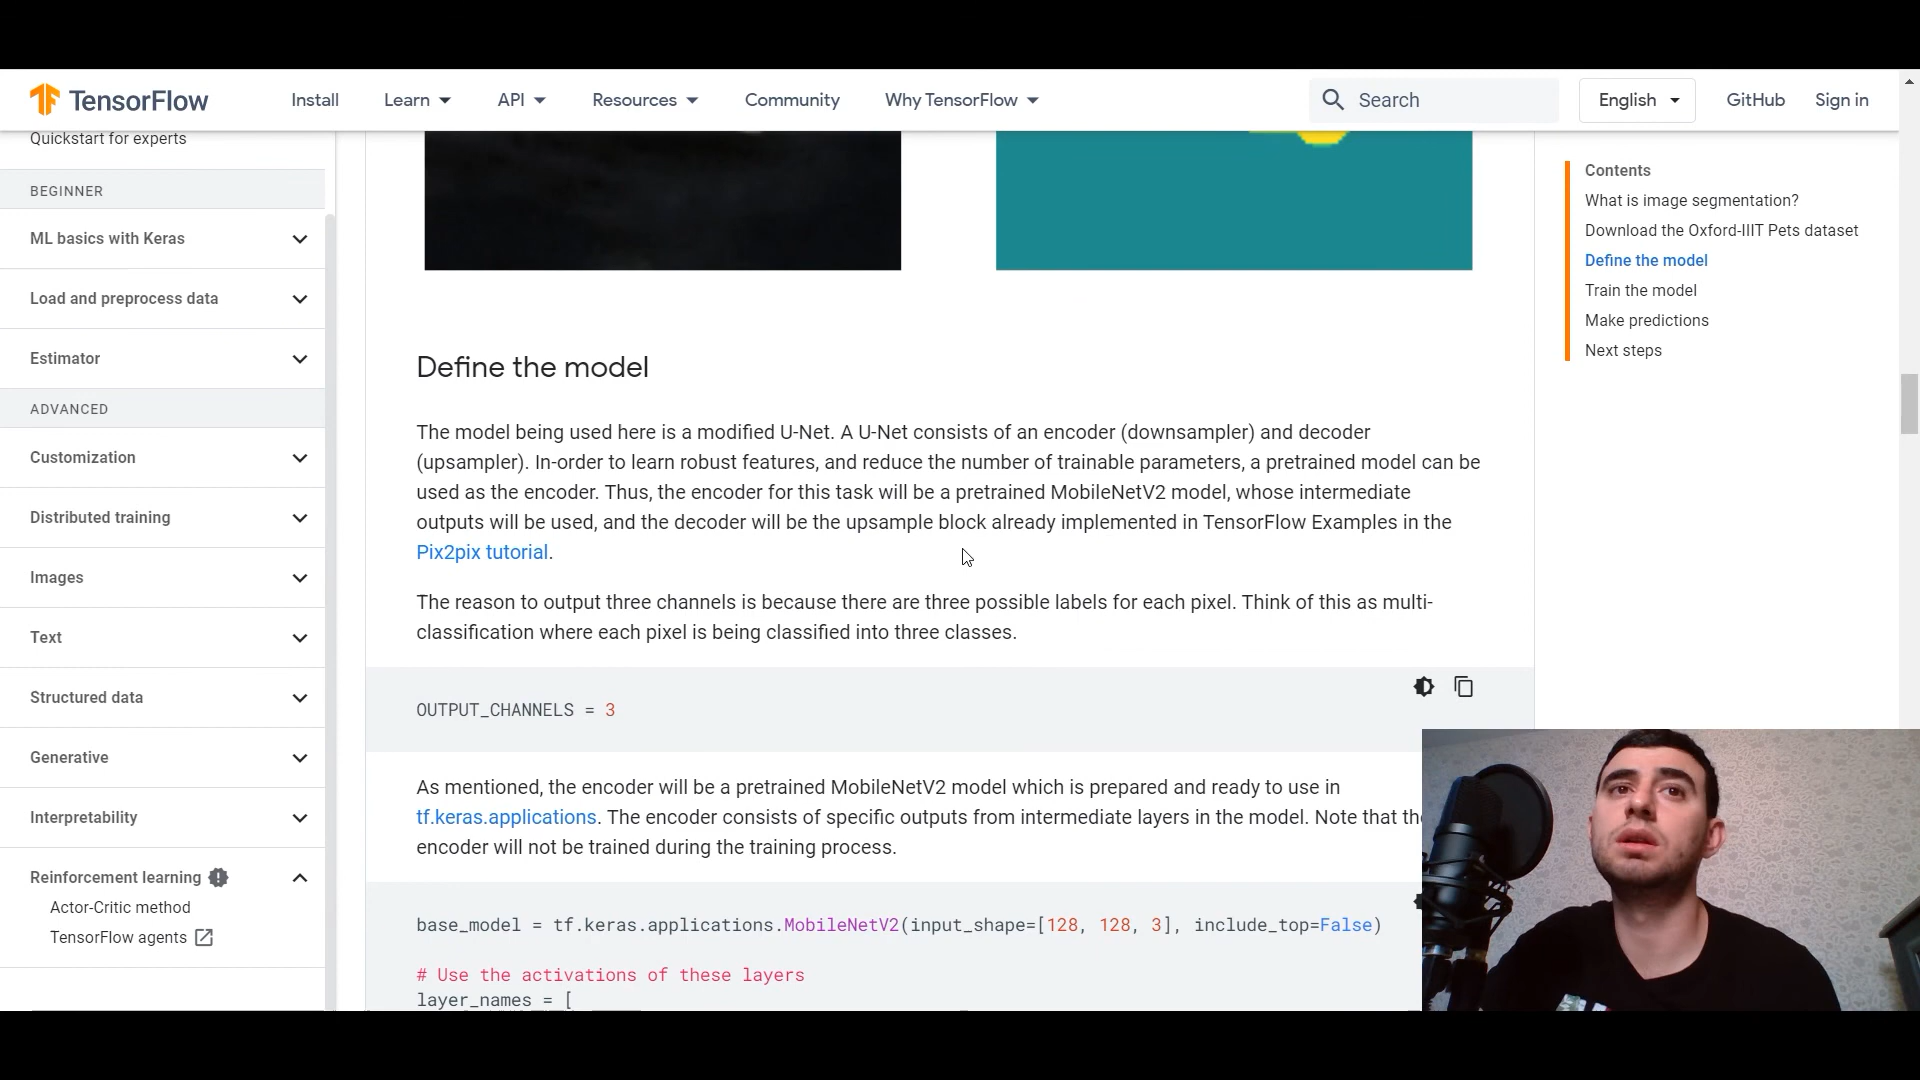 TensorFlow
Install
Learn
API
Resources
Community
Why TensorFlow
Search
English
GitHub
Sign in
Quickstart for experts
BEGINNER
ML basics with Keras
Load and preprocess data
Estimator
ADVANCED
Customization
Distributed training
Images
Text
Structured data
Generative
Interpretability
Reinforcement learning
Actor-Critic method
TensorFlow agents
Define the model
The model being used here is a modified U-Net. A U-Net consists of an encoder (downsampler) and decoder
(upsampler). In-order to learn robust features, and reduce the number of trainable parameters, a pretrained model can be
used as the encoder. Thus, the encoder for this task will be a pretrained MobileNetV2 model, whose intermediate
outputs will be used, and the decoder will be the upsample block already implemented in TensorFlow Examples in the
Pix2pix tutorial.
The reason to output three channels is because there are three possible labels for each pixel. Think of this as multi-
classification where each pixel is being classified into three classes.
OUTPUT_CHANNELS = 3
As mentioned, the encoder will be a pretrained MobileNetV2 model which is prepared and ready to use in
tf.keras.applications. The encoder consists of specific outputs from intermediate layers in the model. Note that
encoder will not be trained during the training process.
base_model = tf.keras.applications.MobileNetV2(input_shape=[128, 128, 3], include_top=False)
# Use the activations of these layers
layer_names = [
Contents
What is image segmentation?
Download the Oxford-IIIT Pets dataset
Define the model
Train the model
Make predictions
Next steps